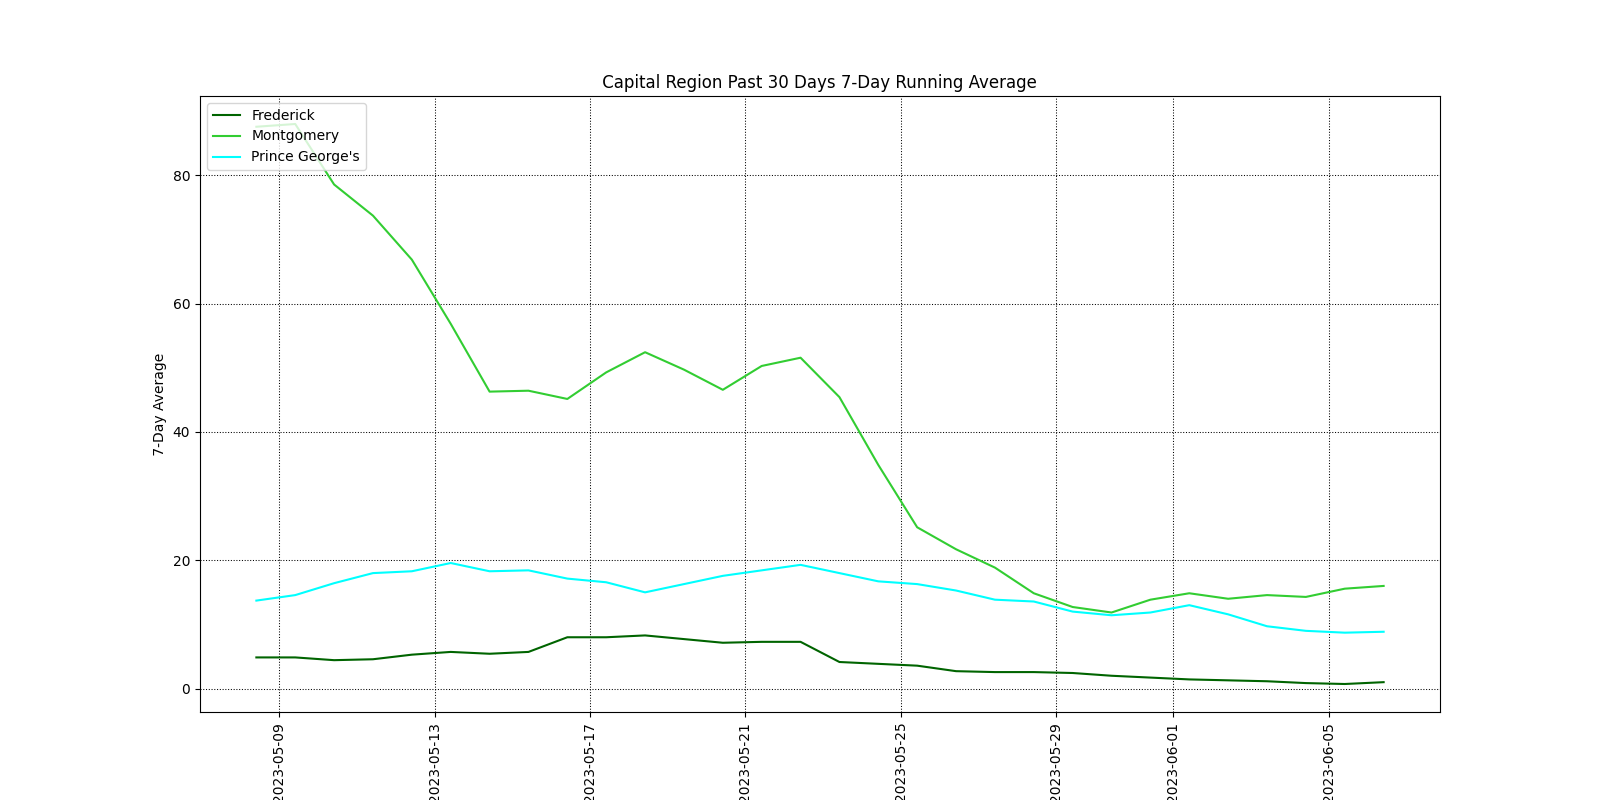 Capital Region Past 30 Days 7-Day Running Average
Frederick
Montgomery
Prince George's
7-Day Average
80
60
40
20
0
2023-05-09
2023-05-13
2023-05-17
2023-05-21
2023-05-25
2023-05-29
2023-06-01
2023-06-05